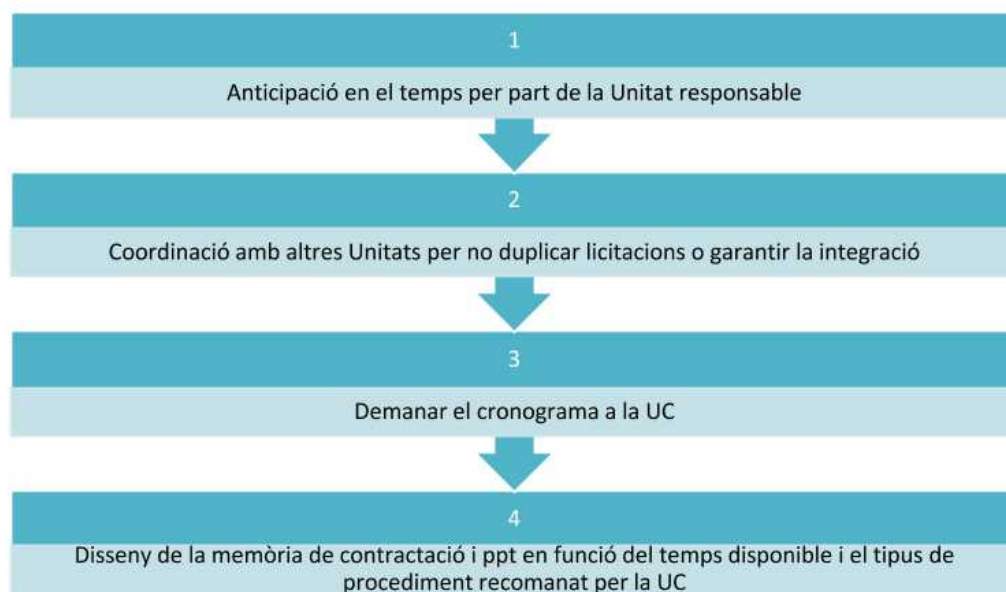 1
Anticipació en el temps per part de la Unitat responsable
2
Coordinació amb altres Unitats per no duplicar licitacions o garantir la integració
3
Demanar el cronograma a la UC
4
Disseny de la memòria de contractació i ppt en funció del temps disponible i el tipus de
procediment recomanat per la UC